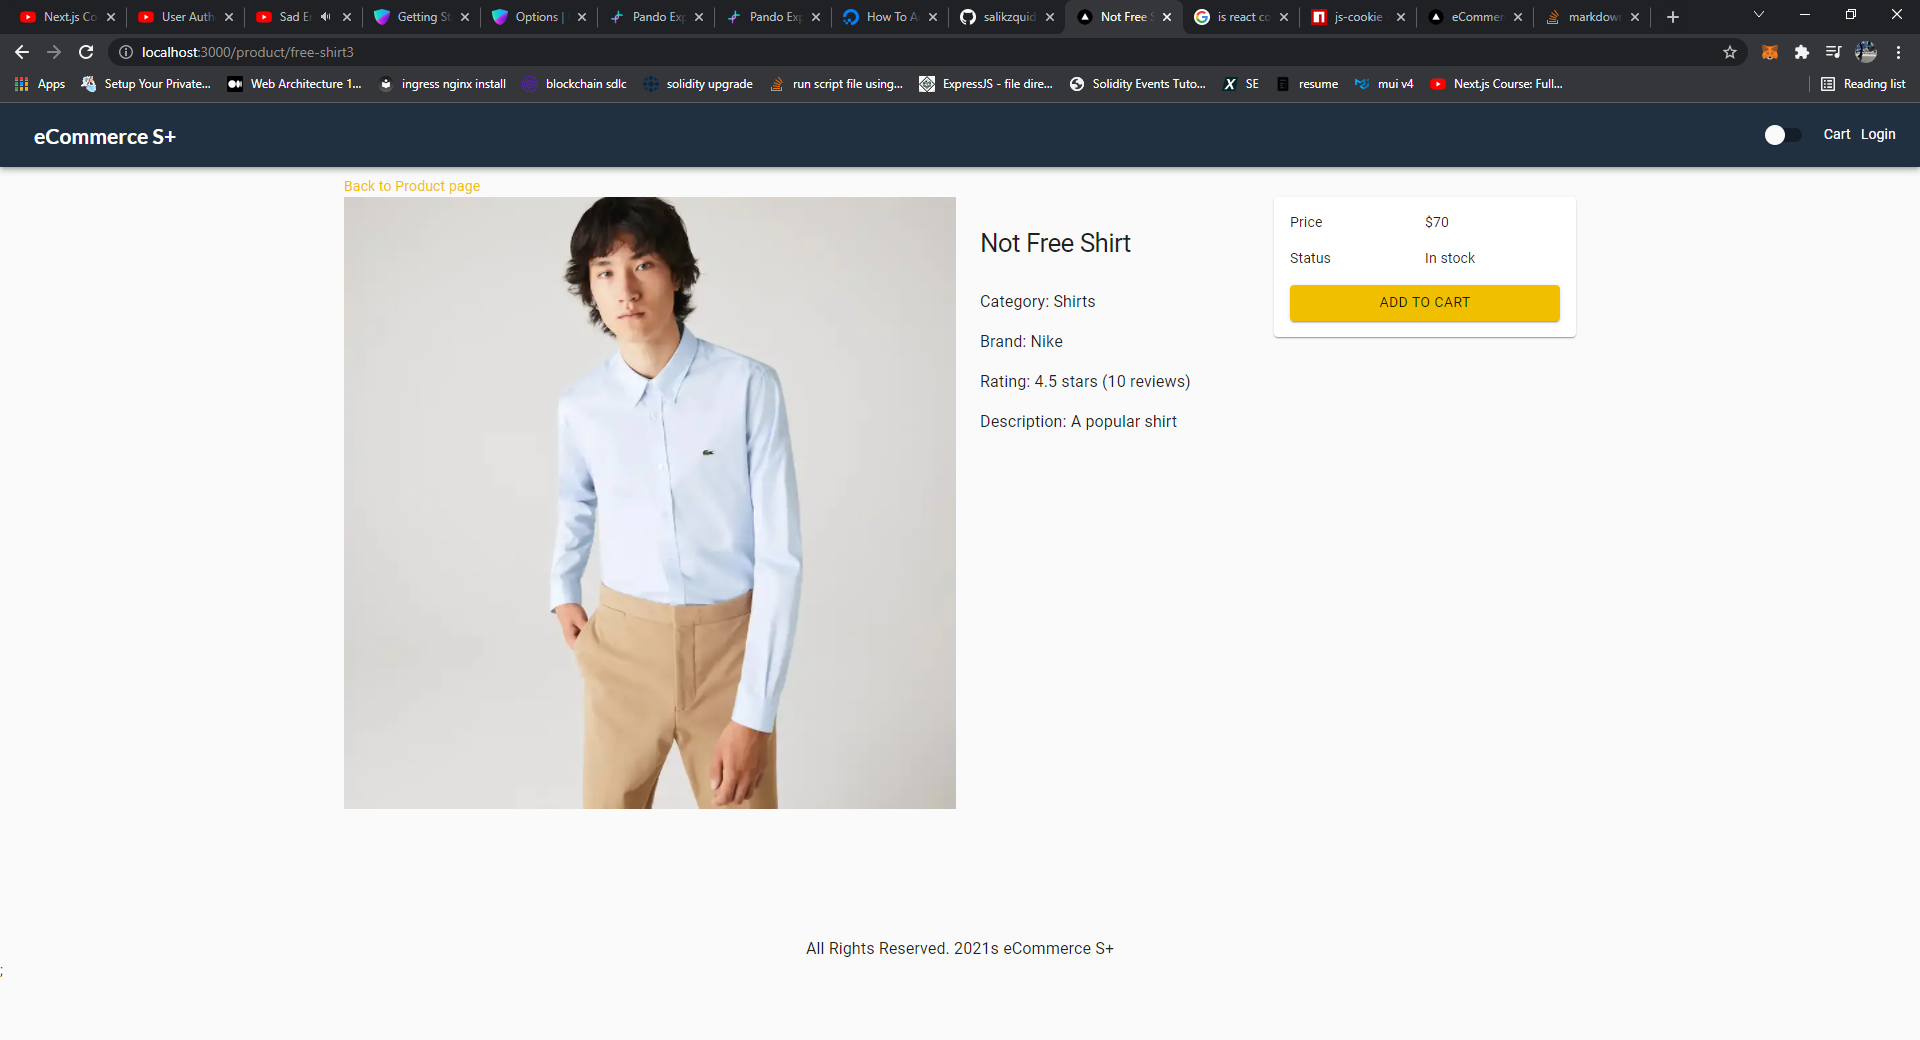 Next.js Co
User Auth
Sad E
Getting St
Options |
Pando Exp
Pando Exp
How To A
salikzquid
Not Free S
is react co
js-cookie
eCommer
markdown
localhost:3000/product/free-shirt3
Apps
Setup Your Private...
Web Architecture 1...
ingress nginx install
blockchain sdlc
solidity upgrade
run script file using...
ExpressJS - file dire...
Solidity Events Tuto...
SE
resume
mui v4
Next.js Course: Full...
Reading list
eCommerce S+
Cart Login
Back to Product page
Not Free Shirt
Category: Shirts
Brand: Nike
Rating: 4.5 stars (10 reviews)
Description: A popular shirt
Price $70
Status In stock
ADD TO CART
All Rights Reserved. 2021s eCommerce S+
;